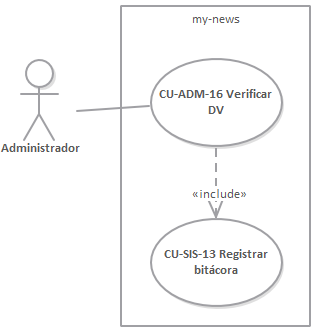 my-news
CU-ADM-16 Verificar
DV
Administrador
«include»
CU-SIS-13 Registrar
bitácora